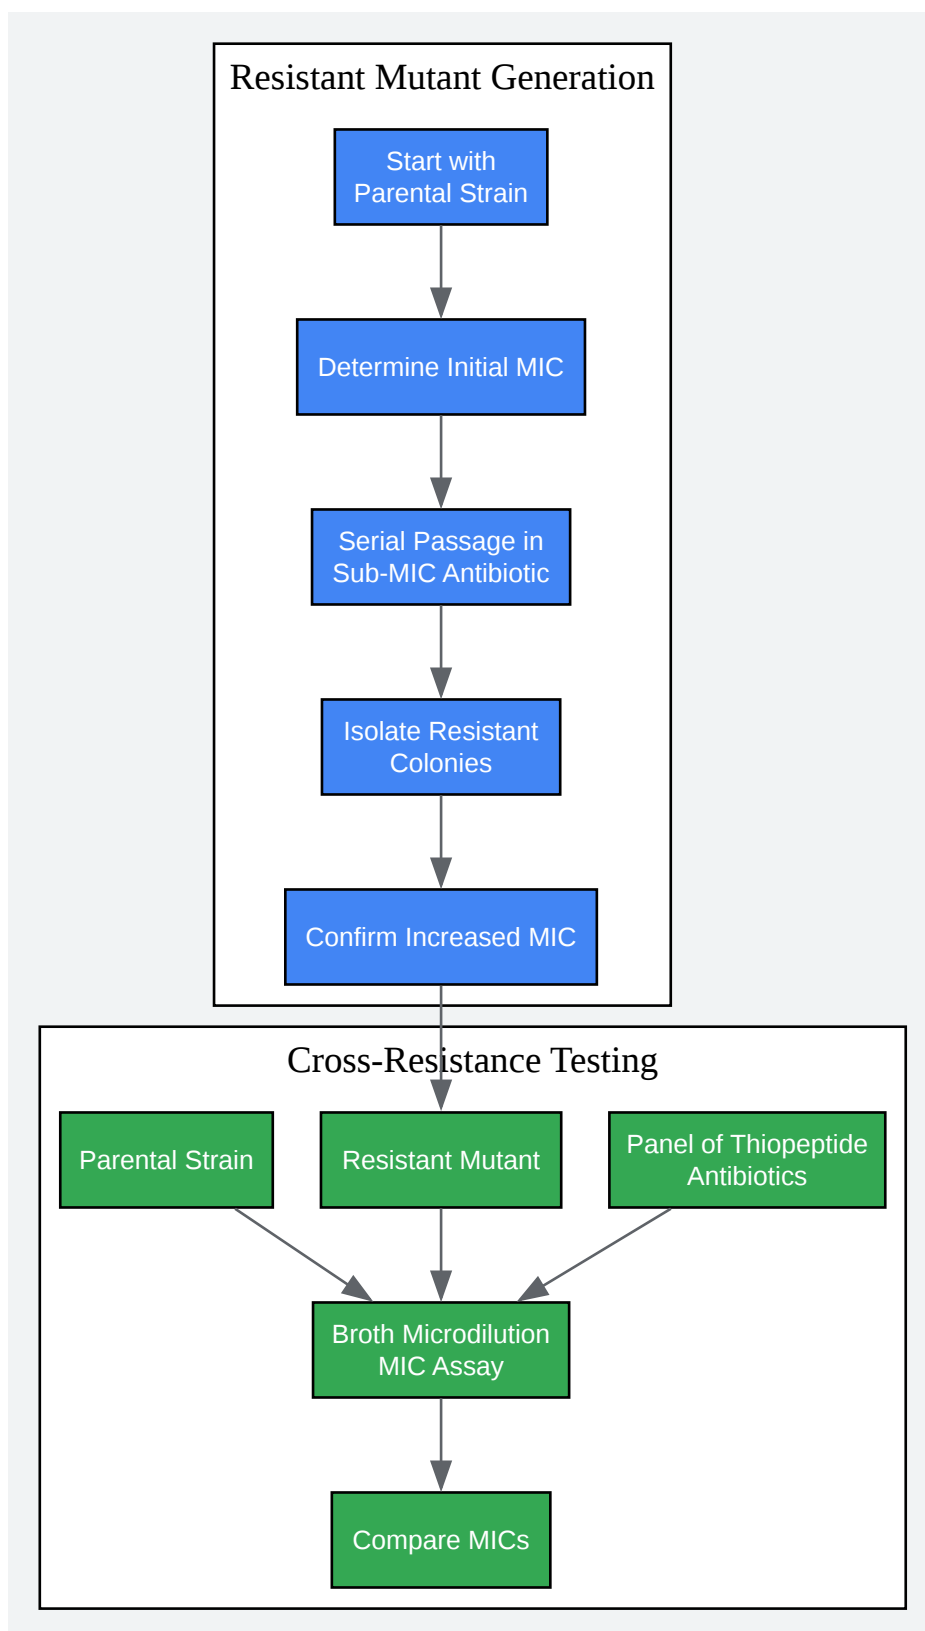 Resistant Mutant Generation
Start with
Parental Strain
Determine Initial MIC
Serial Passage in
Sub-MIC Antibiotic
Isolate Resistant
Colonies
Confirm Increased MIC
Cross-Resistance Testing
Parental Strain
Resistant Mutant
Panel of Thiopeptide
Antibiotics
Broth Microdilution
MIC Assay
Compare MICs